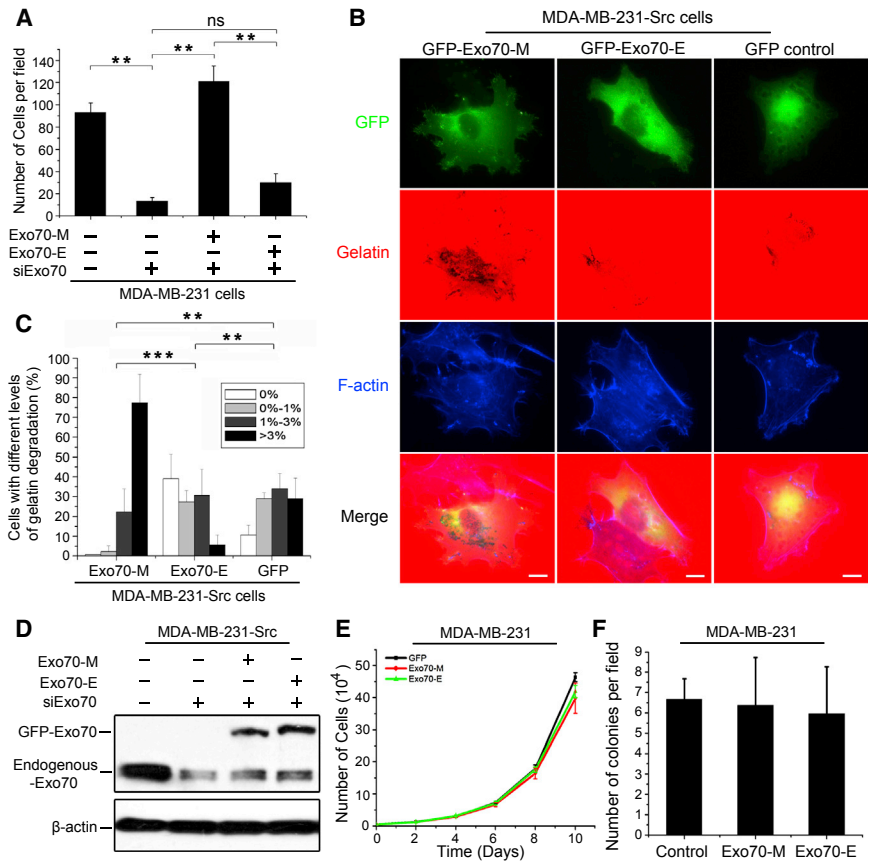 A
ns
** ** **
Number of Cells per field
140
120
100
80
60
40
20
0
Exo70-M – – + –
Exo70-E – – – +
siExo70 – + + +
MDA-MB-231 cells
B
MDA-MB-231-Src cells
GFP-Exo70-M GFP-Exo70-E GFP control
GFP
Gelatin
F-actin
Merge
C
**
*** **
Cells with different levels
of gelatin degradation (%)
100
90
80
70
60
50
40
30
20
10
0
0%
0%-1%
1%-3%
>3%
Exo70-M Exo70-E GFP
MDA-MB-231-Src cells
D
MDA-MB-231-Src
Exo70-M – – + –
Exo70-E – – – +
siExo70 – + + +
GFP-Exo70
Endogenous
-Exo70
β-actin
E
MDA-MB-231
GFP
Exo70-M
Exo70-E
Number of Cells (10⁴)
50
40
30
20
10
0
0 2 4 6 8 10
Time (Days)
F
MDA-MB-231
Number of colonies per field
9
8
7
6
5
4
3
2
1
0
Control Exo70-M Exo70-E